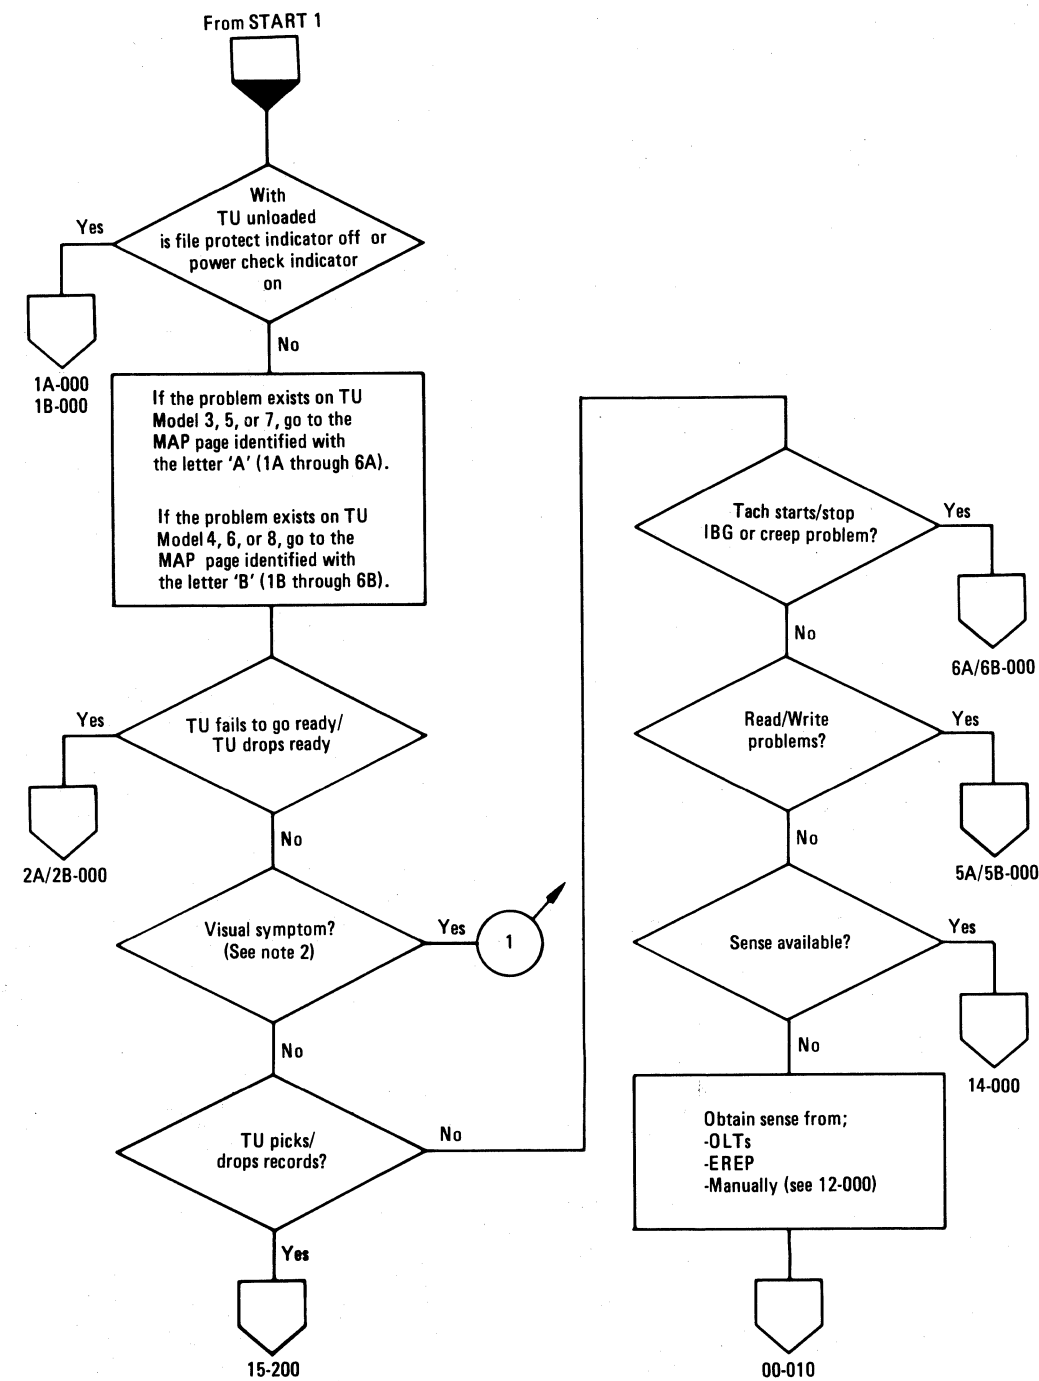 From START 1
With
TU unloaded
is file protect indicator off or
power check indicator
on
Yes
1A-000
1B-000
No
If the problem exists on TU
Model 3, 5, or 7, go to the
MAP page identified with
the letter 'A' (1A through 6A).
If the problem exists on TU
Model 4, 6, or 8, go to the
MAP page identified with
the letter 'B' (1B through 6B).
TU fails to go ready/
TU drops ready
Yes
2A/2B-000
No
Visual symptom?
(See note 2)
Yes
1
No
TU picks/
drops records?
No
Yes
15-200
Tach starts/stop
IBG or creep problem?
Yes
6A/6B-000
No
Read/Write
problems?
Yes
5A/5B-000
No
Sense available?
Yes
14-000
No
Obtain sense from;
-OLTs
-EREP
-Manually (see 12-000)
00-010